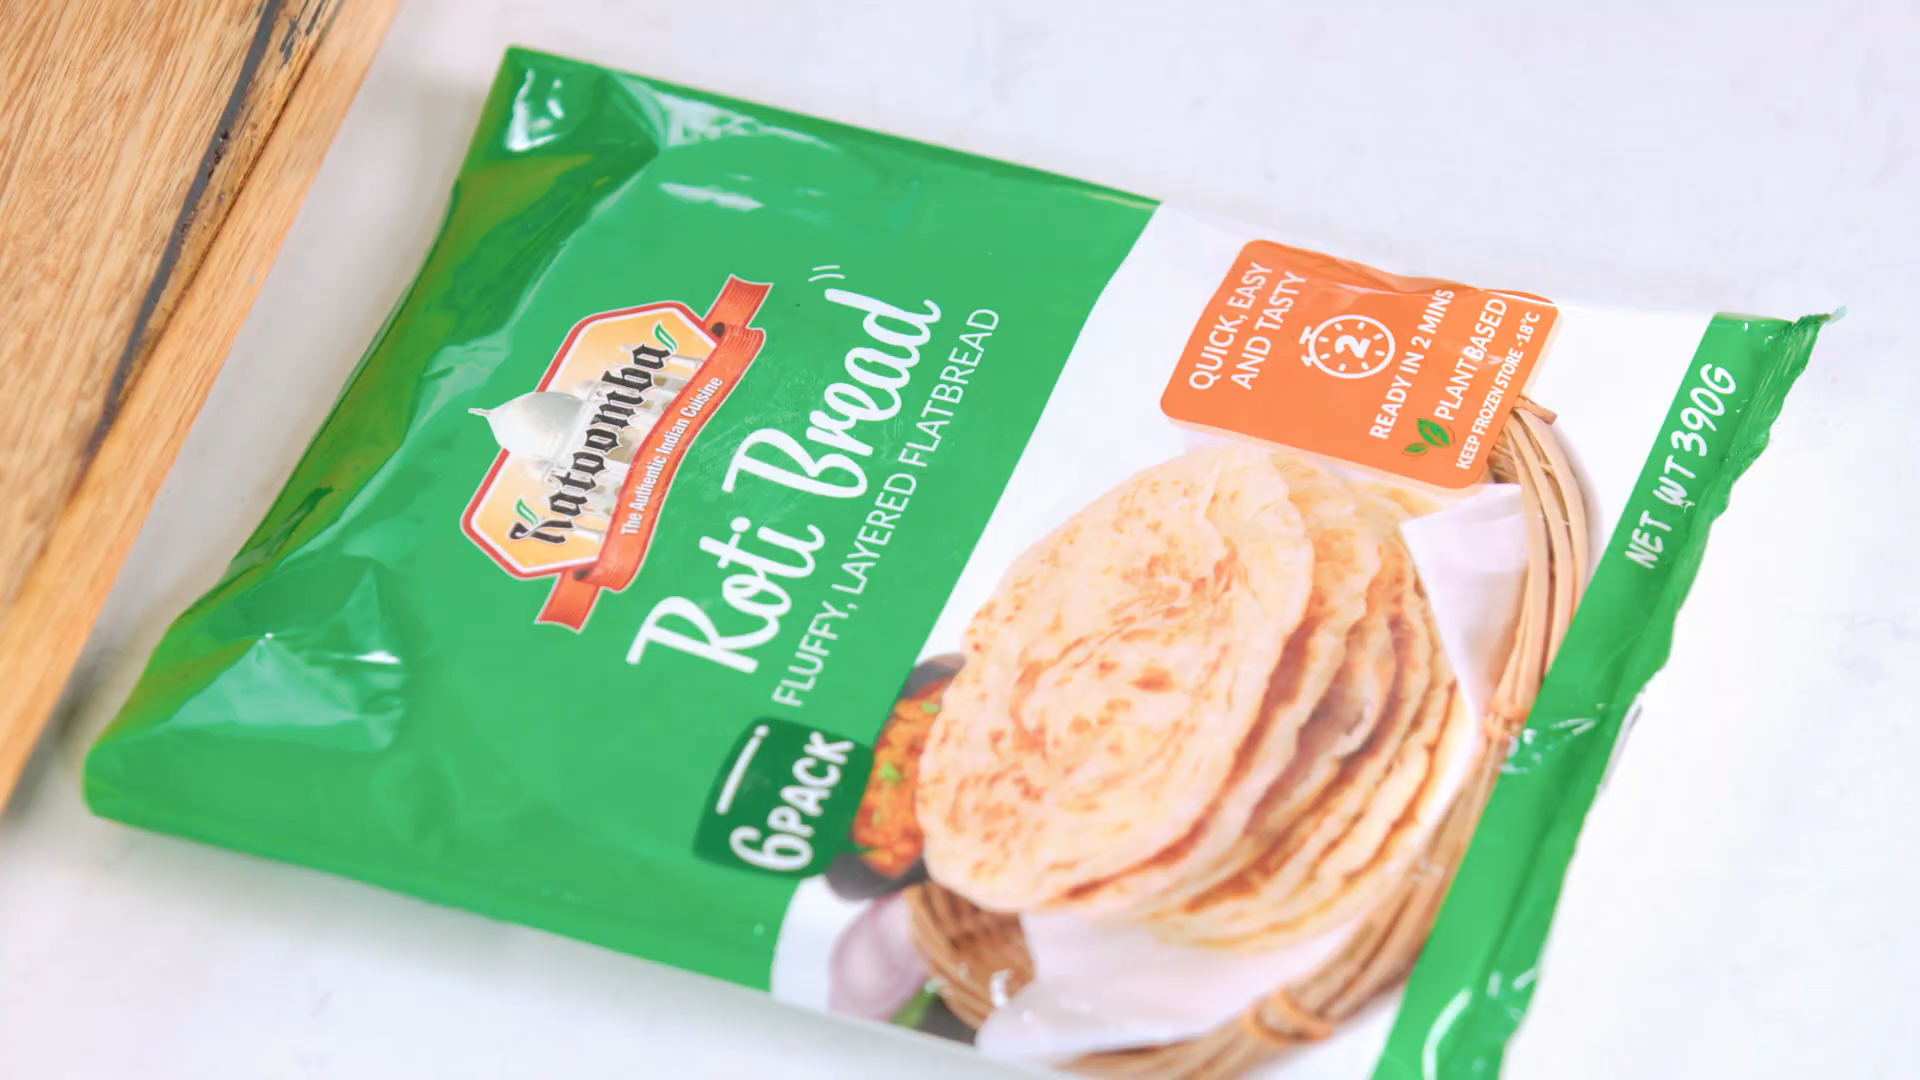 Katoomba
The Authentic Indian Cuisine
Roti Bread
FLUFFY, LAYERED FLATBREAD
6PACK
QUICK, EASY
AND TASTY
2
READY IN 2 MINS
PLANT BASED
KEEP FROZEN STORE -18°C
NET WT 390G